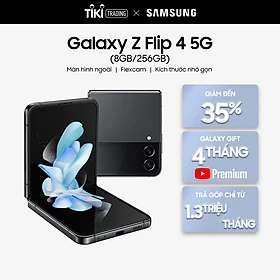 TIKI TRADING × SAMSUNG
Galaxy Z Flip 4 5G
(8GB/256GB)
Màn hình ngoài | Flexcam | Kích thước nhỏ gọn
GIẢM ĐẾN
35%
GALAXY GIFT
4 THÁNG
Premium
TRẢ GÓP CHỈ TỪ
1.3 TRIỆU
THÁNG